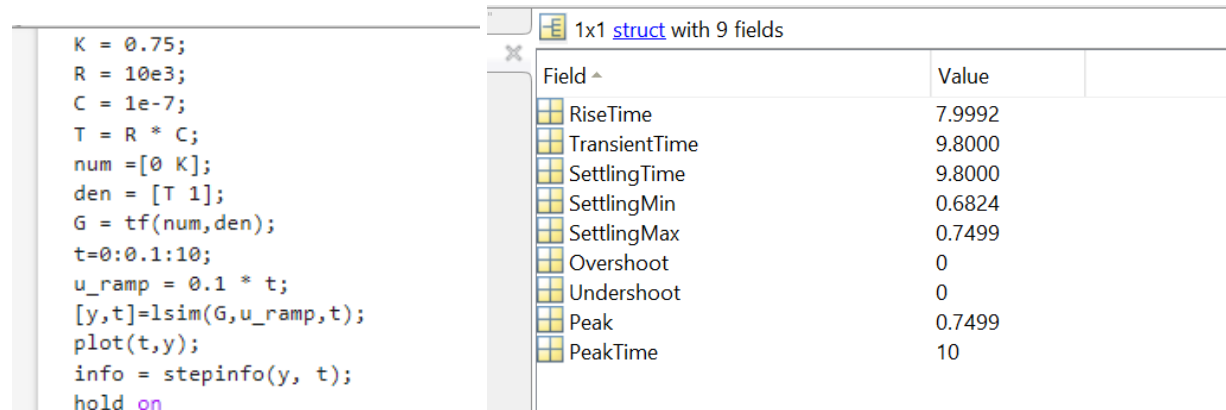 K = 0.75;
R = 10e3;
C = 1e-7;
T = R * C;
num =[0 K];
den = [T 1];
G = tf(num,den);
t=0:0.1:10;
u_ramp = 0.1 * t;
[y,t]=lsim(G,u_ramp,t);
plot(t,y);
info = stepinfo(y, t);
hold on
1x1 struct with 9 fields
Field Value
RiseTime 7.9992
TransientTime 9.8000
SettlingTime 9.8000
SettlingMin 0.6824
SettlingMax 0.7499
Overshoot 0
Undershoot 0
Peak 0.7499
PeakTime 10